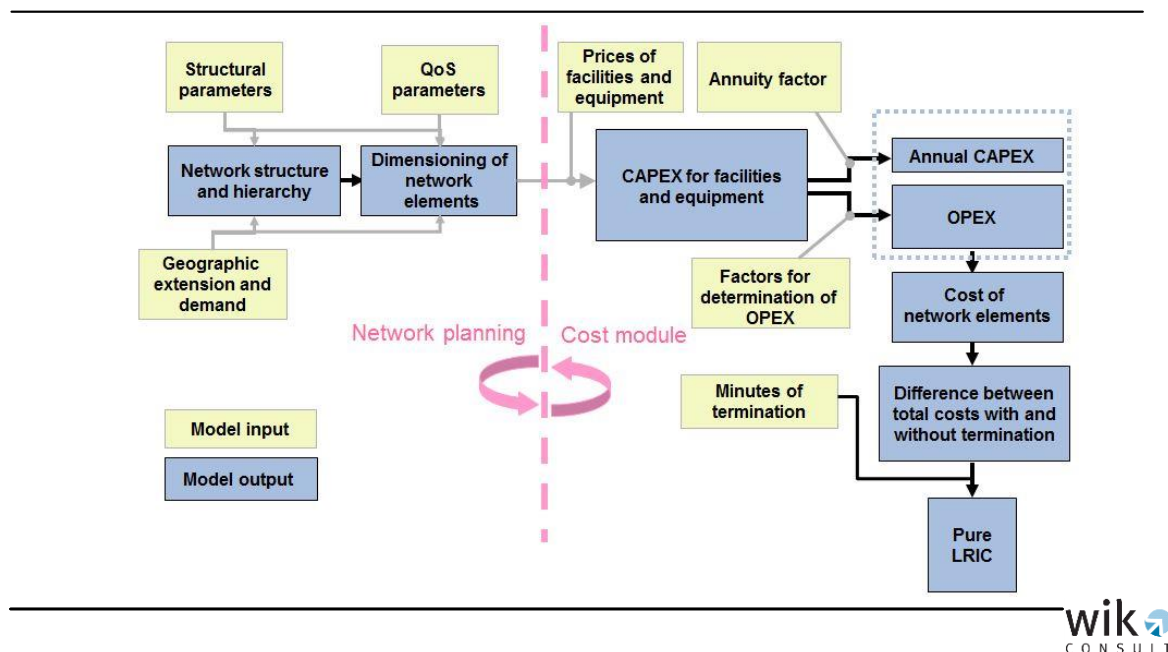 Structural
parameters
QoS
parameters
Prices of
facilities and
equipment
Annuity factor
Network structure
and hierarchy
Dimensioning of
network
elements
CAPEX for facilities
and equipment
Annual CAPEX
OPEX
Geographic
extension and
demand
Factors for
determination of
OPEX
Cost of
network elements
Network planning
Cost module
Minutes of
termination
Difference between
total costs with and
without termination
Model input
Model output
Pure
LRIC
wik
CONSULT